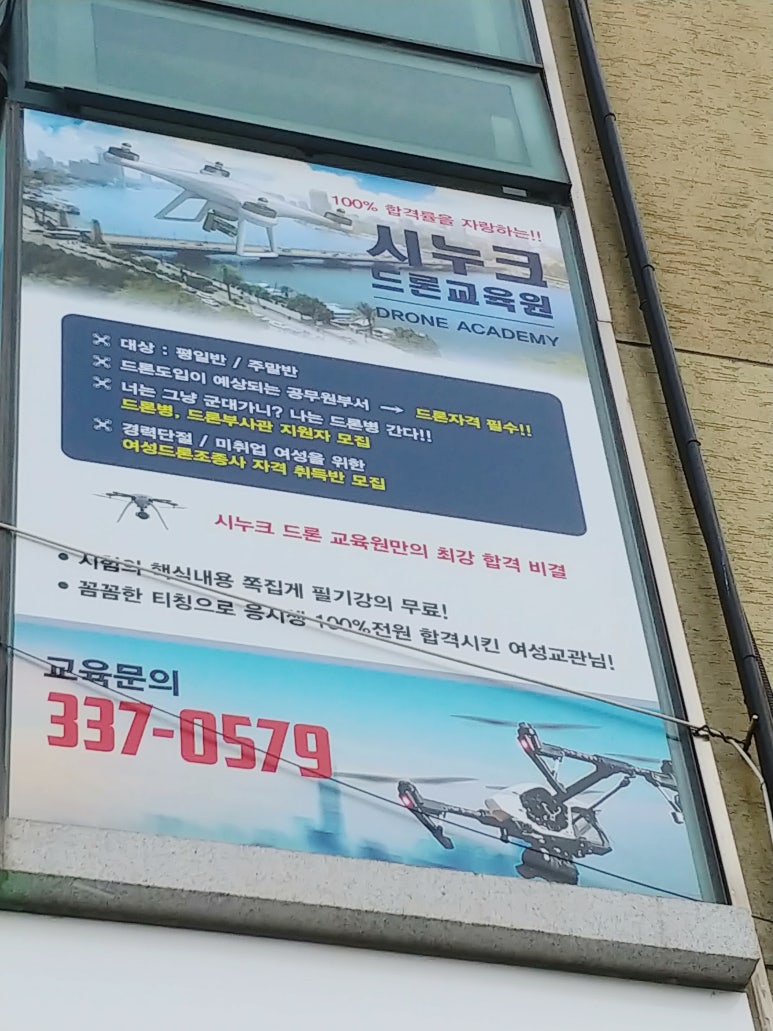 100% 합격률을 자랑하는!!
시누크
드론교육원
DRONE ACADEMY
대상 : 평일반 / 주말반
드론도입이 예상되는 공무원부서 → 드론자격 필수!!
너는 그냥 군대가니? 나는 드론병 간다!!
드론병, 드론부사관 지원자 모집
경력단절 / 미취업 여성을 위한
여성드론조종사 자격 취득반 모집
시누크 드론 교육원만의 최강 합격 비결
• 시험의 핵심내용 쪽집게 필기강의 무료!
• 꼼꼼한 티칭으로 응시생 100%전원 합격시킨 여성교관님!
교육문의
337-0579